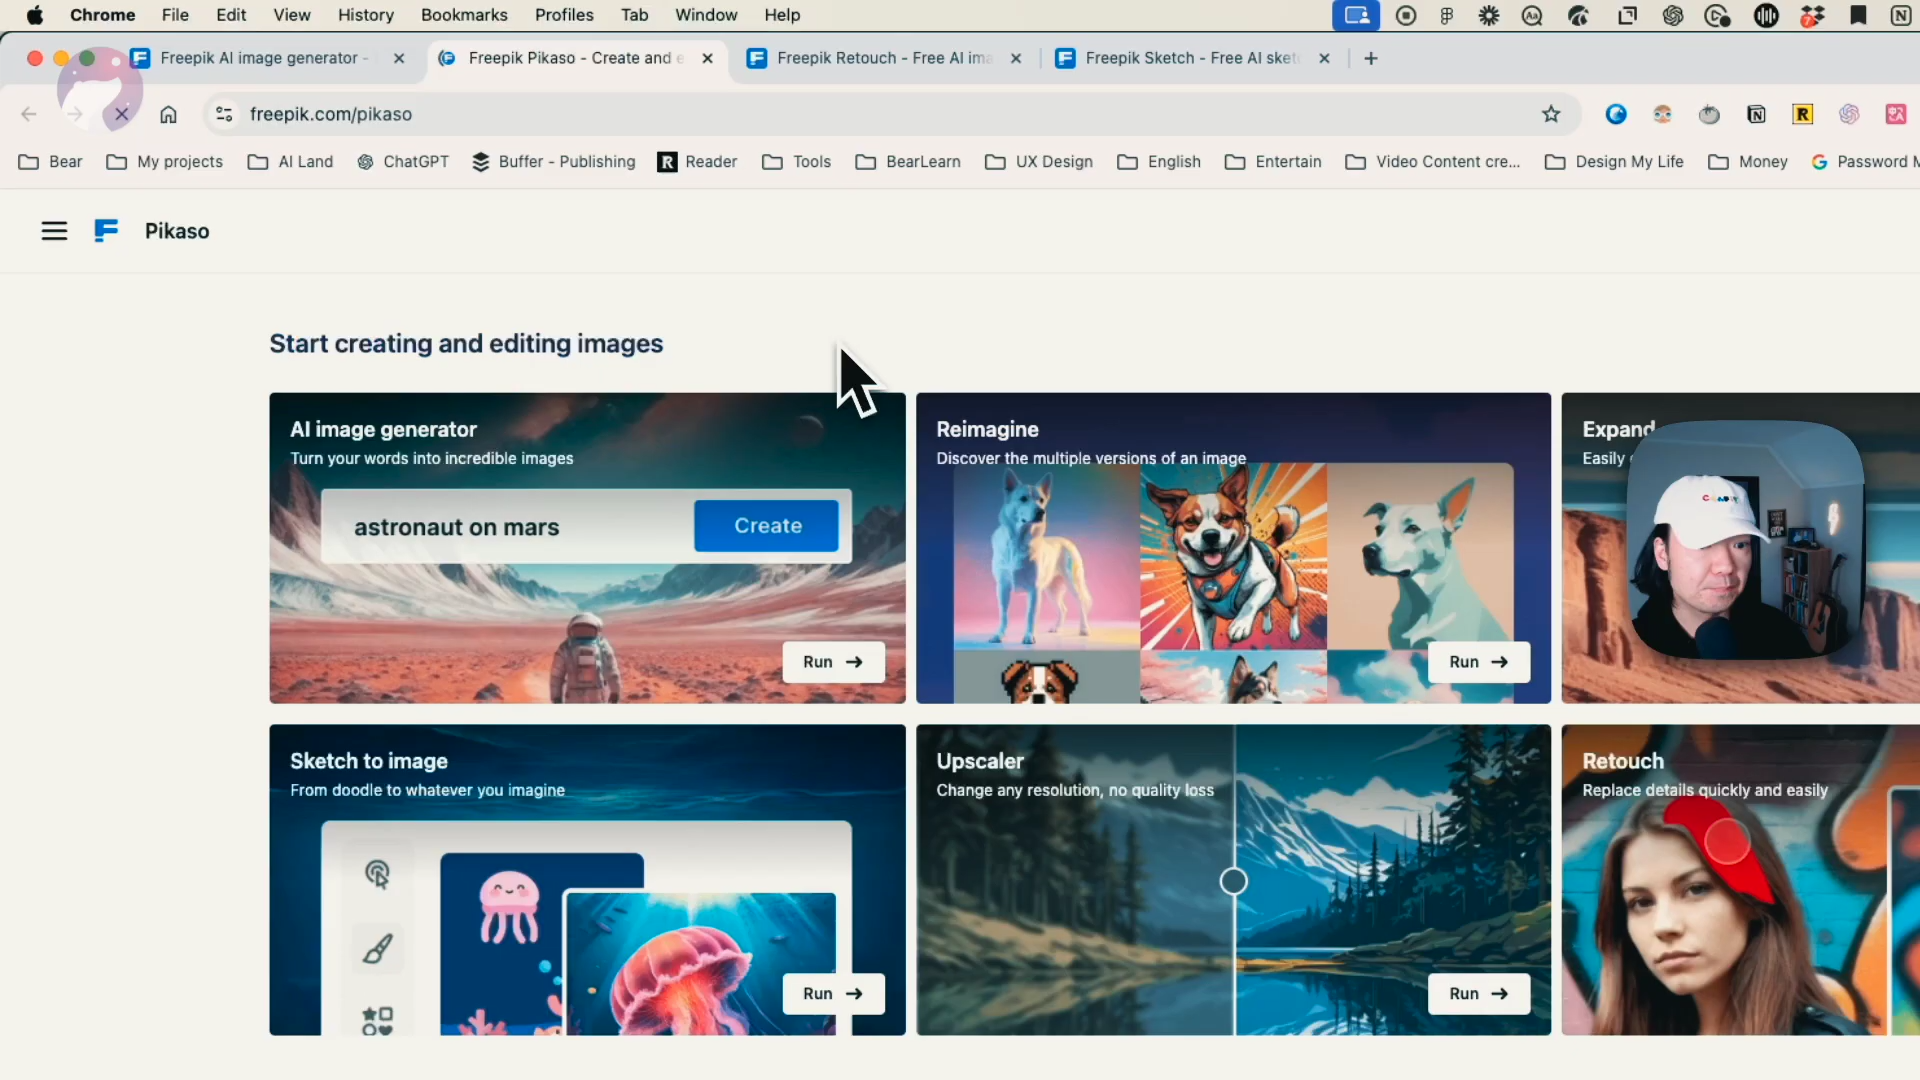 Chrome File Edit View History Bookmarks Profiles Tab Window Help
Freepik AI image generator - Freepik Pikaso - Create and e Freepik Retouch - Free AI ima Freepik Sketch - Free AI sket
freepik.com/pikaso
Bear My projects AI Land ChatGPT Buffer - Publishing Reader Tools BearLearn UX Design English Entertain Video Content cre... Design My Life Money Password M
Pikaso
Start creating and editing images
AI image generator
Turn your words into incredible images
astronaut on mars Create
Run
Reimagine
Discover the multiple versions of an image
Run
Expand
Easily
Sketch to image
From doodle to whatever you imagine
Run
Upscaler
Change any resolution, no quality loss
Run
Retouch
Replace details quickly and easily